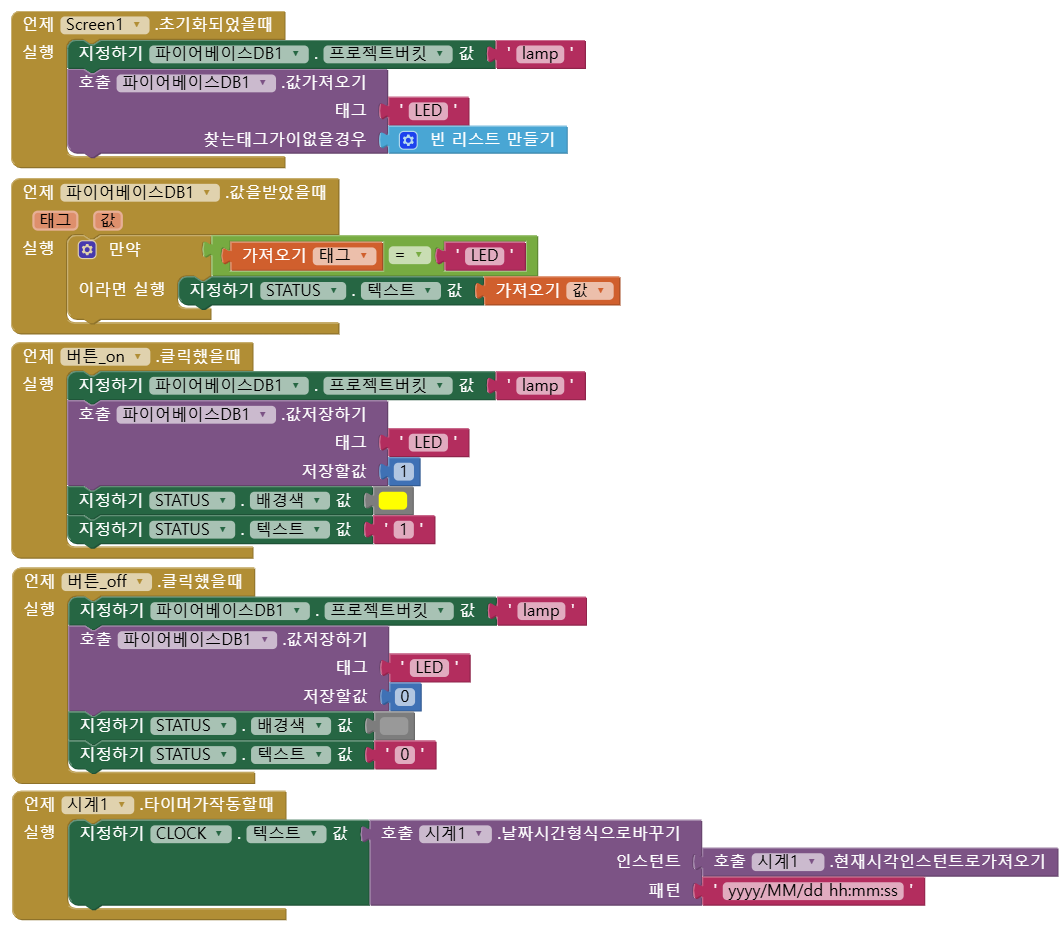 언제 Screen1 .초기화되었을때
실행 지정하기 파이어베이스DB1 . 프로젝트버킷 값 ' lamp '
호출 파이어베이스DB1 .값가져오기
태그 ' LED '
찾는태그가이없을경우 빈 리스트 만들기
언제 파이어베이스DB1 .값을받았을때
태그 값
실행 만약 가져오기 태그 = ' LED '
이라면 실행 지정하기 STATUS . 텍스트 값 가져오기 값
언제 버튼_on .클릭했을때
실행 지정하기 파이어베이스DB1 . 프로젝트버킷 값 ' lamp '
호출 파이어베이스DB1 .값저장하기
태그 ' LED '
저장할값 1
지정하기 STATUS . 배경색 값
지정하기 STATUS . 텍스트 값 ' 1 '
언제 버튼_off .클릭했을때
실행 지정하기 파이어베이스DB1 . 프로젝트버킷 값 ' lamp '
호출 파이어베이스DB1 .값저장하기
태그 ' LED '
저장할값 0
지정하기 STATUS . 배경색 값
지정하기 STATUS . 텍스트 값 ' 0 '
언제 시계1 .타이머가작동할때
실행 지정하기 CLOCK . 텍스트 값 호출 시계1 .날짜시간형식으로바꾸기
인스턴트 호출 시계1 .현재시각인스턴트로가져오기
패턴 ' yyyy/MM/dd hh:mm:ss '